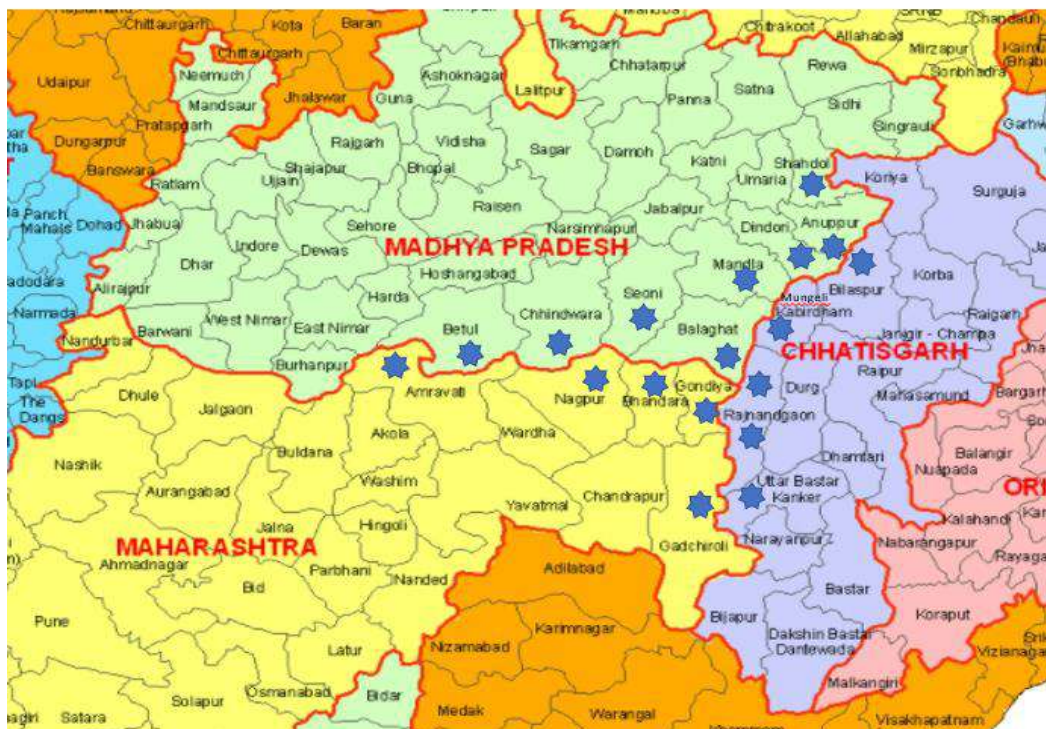 Chittaurgarh
Kota
Baran
Chitrakoot
Allahabad
Chandauli
Tikamgarh
Rewa
Mirzapur
Chittaurgarh
Neemuch
Ashoknagar
Chhatarpur
Sonbhadra
Udaipur
Mandsaur
Jhalawar
Guna
Lalitpur
Panna
Satna
Sidhi
Pratapgarh
Singrauli
Dungarpur
Rajgarh
Vidisha
Damoh
Garhw
Banswara
Shajapur
Bhopal
Sagar
Katni
Shahdol
Koriya
Ratlam
Ujjain
Umaria
Surguja
Panch
Mahals
Dohad
Jhabua
Sehore
Raisen
Jabalpur
Anuppur
Indore
Dewas
Narsimhapur
Dindori
MADHYA PRADESH
Dhar
Hoshangabad
Mandla
Korba
Alirajpur
Harda
Seoni
Mungeli
Bilaspur
Narmada
Kabirdham
Raigarh
West Nimar
East Nimar
Betul
Chhindwara
Balaghat
Janjgir - Champa
Barwani
Nandurbar
Burhanpur
CHHATISGARH
Tapi
The
Dangs
Dhule
Jalgaon
Amravati
Nagpur
Bhandara
Gondiya
Durg
Raipur
Mahasamund
Bargarh
Rajnandgaon
Akola
Wardha
Buldana
Dhamtari
Balangir
Nashik
Washim
Nuapada
Aurangabad
Yavatmal
Chandrapur
Uttar Bastar
Kanker
Jalna
Hingoli
Kalahandi
MAHARASHTRA
Gadchiroli
Narayanpur
Nabarangapur
Ahmadnagar
Parbhani
Nanded
Adilabad
Bid
Bastar
Pune
Bijapur
Koraput
Karimnagar
Nizamabad
Dakshin Bastar
Dantewada
Latur
Osmanabad
Solapur
Bidar
Malkangiri
Satara
Medak
Warangal
Visakhapatnam